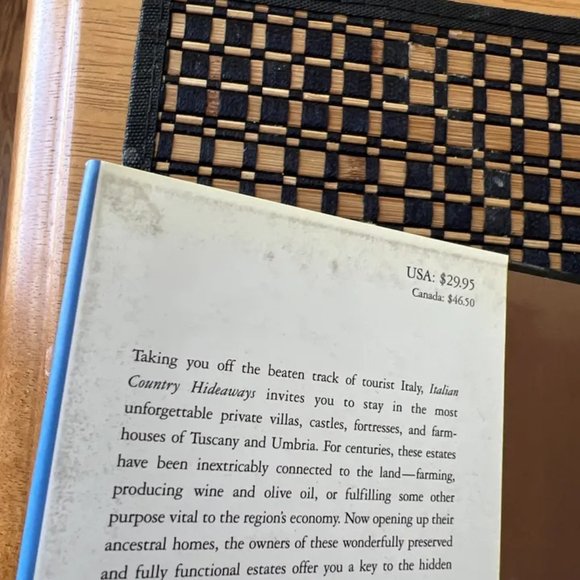 USA: $29.95
Canada: $46.50
Taking you off the beaten track of tourist Italy, Italian
Country Hideaways invites you to stay in the most
unforgettable private villas, castles, fortresses, and farm-
houses of Tuscany and Umbria. For centuries, these estates
have been inextricably connected to the land—farming,
producing wine and olive oil, or fulfilling some other
purpose vital to the region's economy. Now opening up their
ancestral homes, the owners of these wonderfully preserved
and fully functional estates offer you a key to the hidden